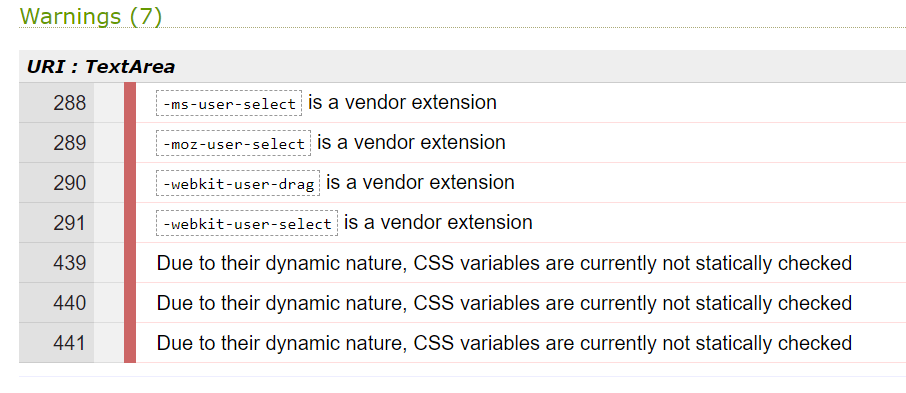 Warnings (7)
URI : TextArea
288 -ms-user-select is a vendor extension
289 -moz-user-select is a vendor extension
290 -webkit-user-drag is a vendor extension
291 -webkit-user-select is a vendor extension
439 Due to their dynamic nature, CSS variables are currently not statically checked
440 Due to their dynamic nature, CSS variables are currently not statically checked
441 Due to their dynamic nature, CSS variables are currently not statically checked